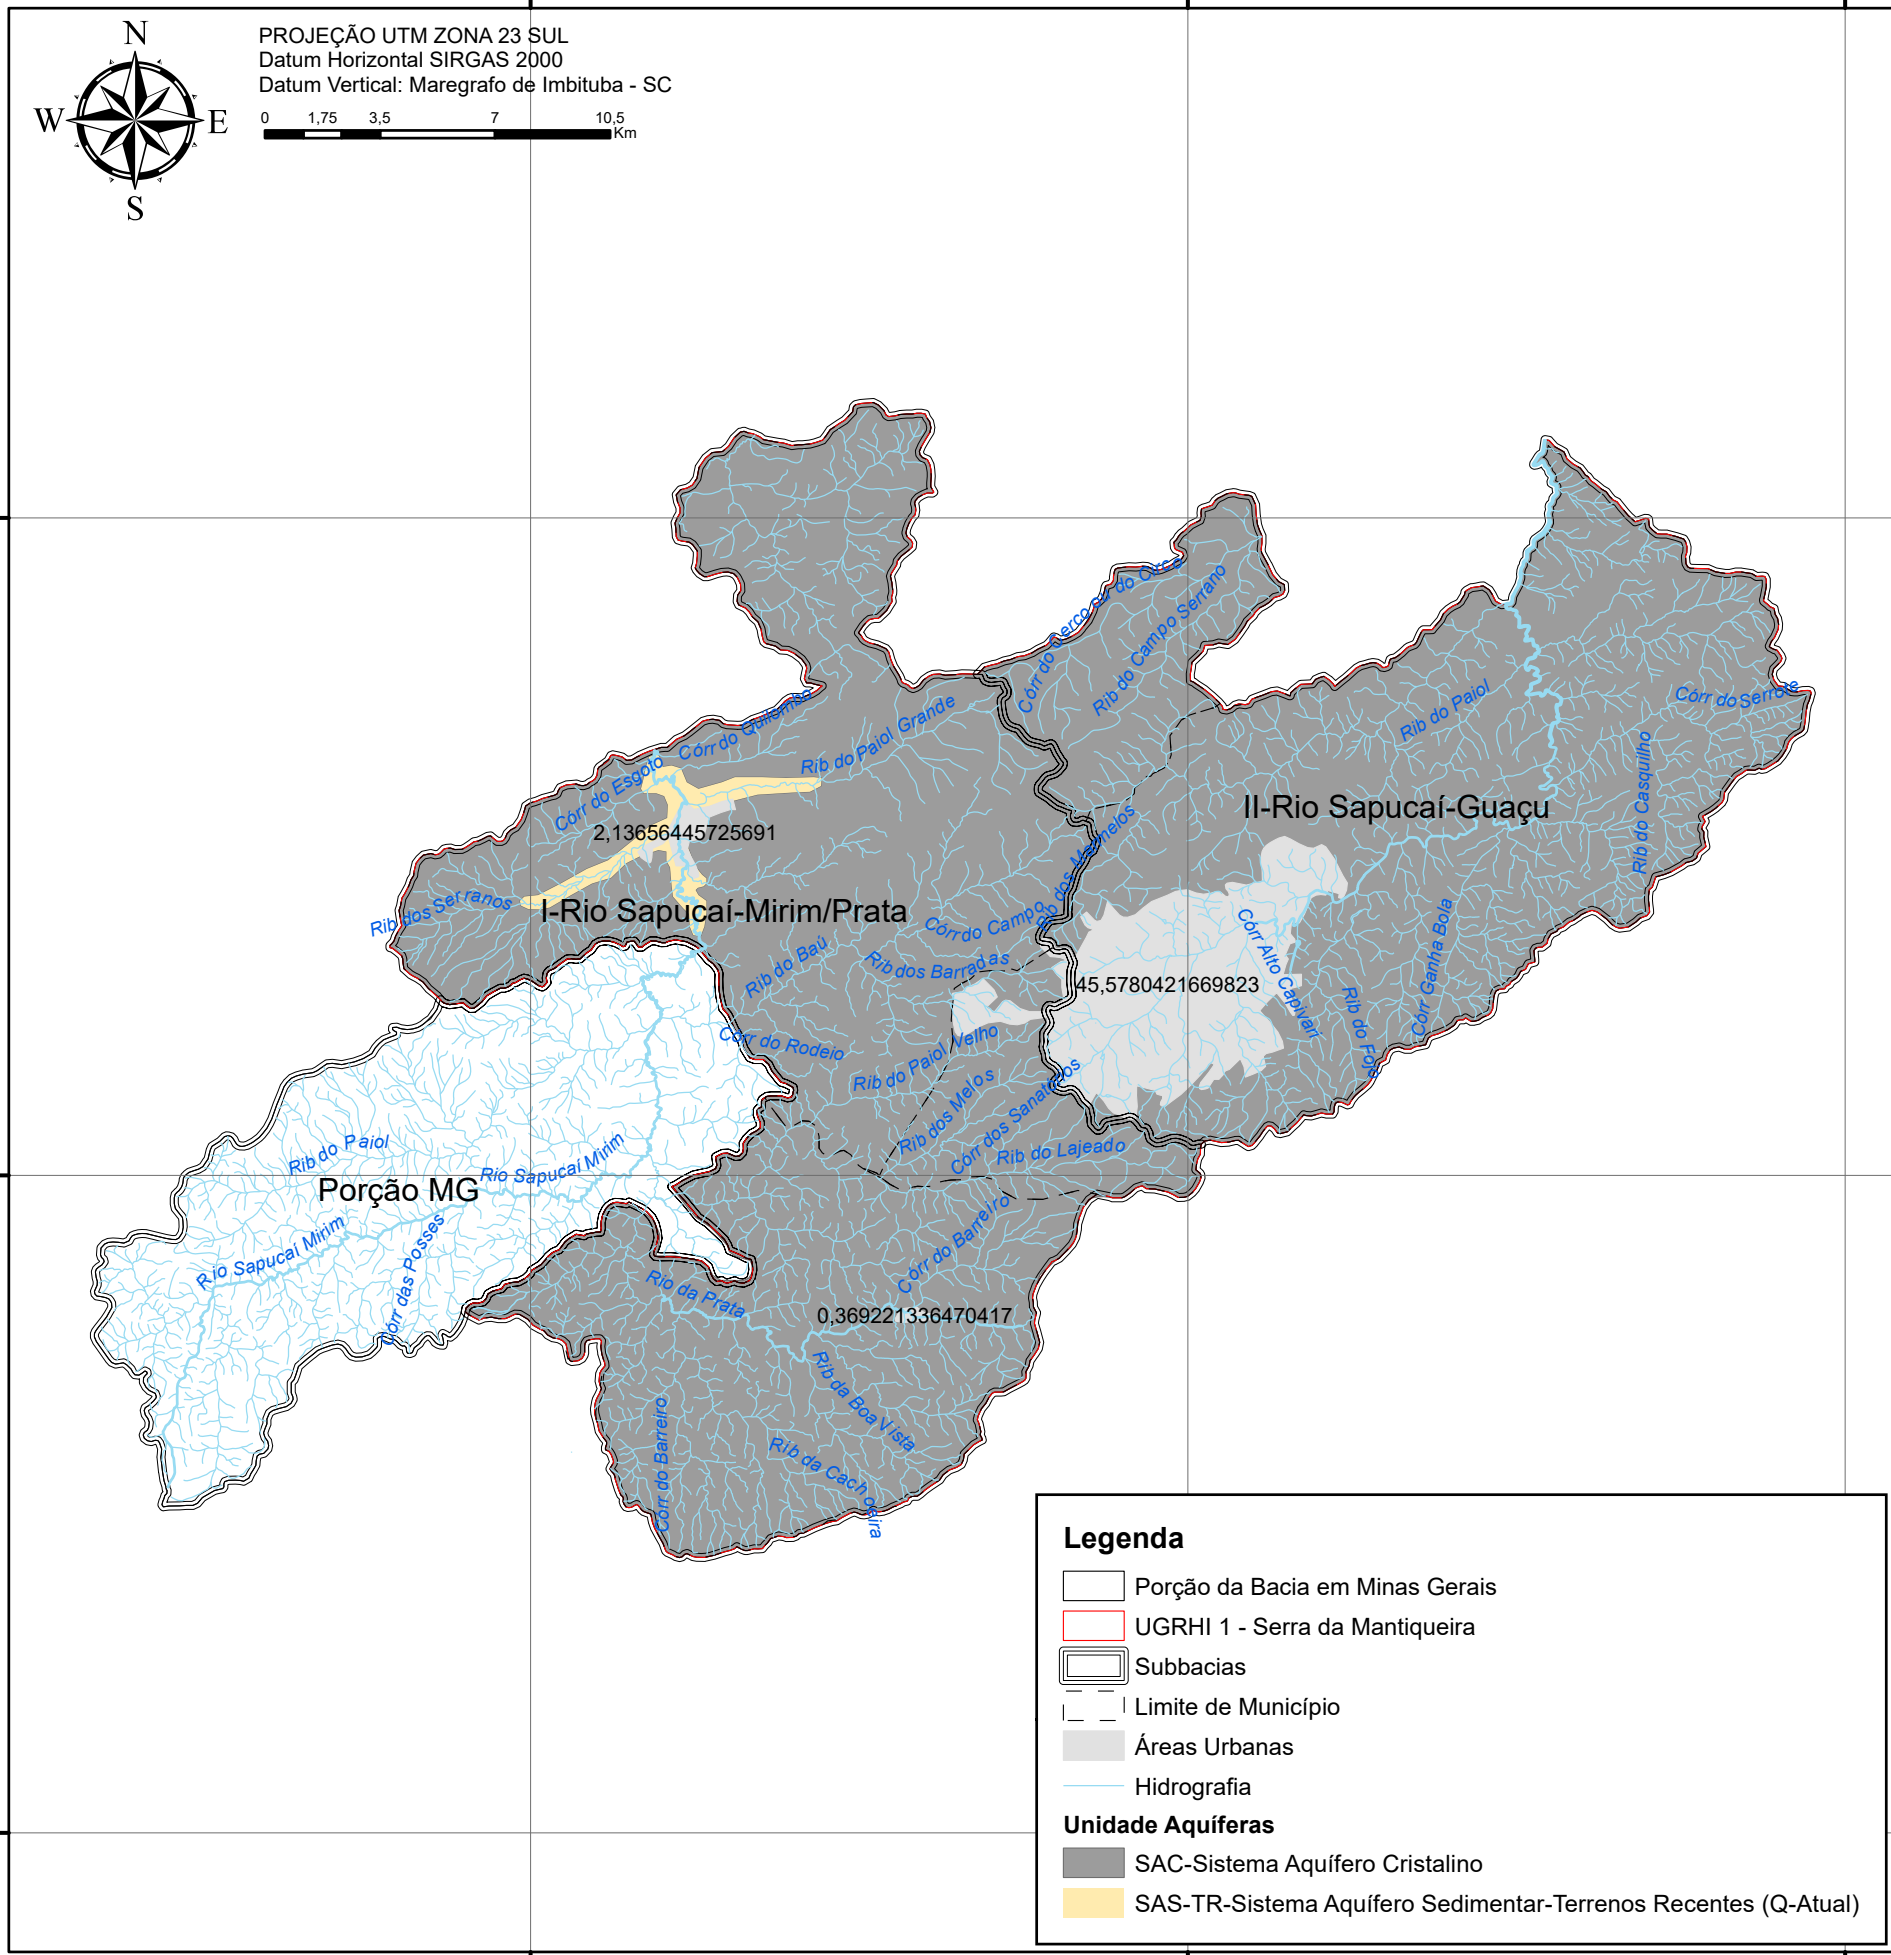 N
W
E
S
PROJEÇÃO UTM ZONA 23 SUL
Datum Horizontal SIRGAS 2000
Datum Vertical: Maregrafo de Imbituba - SC
0 1,75 3,5 7 10,5
Km
Córr do Cerco ou do Circo
Rib do Campo Serrano
Rib do Paiol
Córr do Serrote
Córr do Quilombo
Rib do Paiol Grande
Córr do Esgoto
Rib do Casquilho
II-Rio Sapucaí-Guaçu
2,13656445725691
Rib dos Marmelos
Rib dos Serranos
I-Rio Sapucaí-Mirim/Prata
Córr do Campo
Córr Alto Capivari
Córr Ganha Bola
Rib do Baú
Rib dos Barradas
45,5780421669823
Rib do Fojo
Córr do Rodeio
Rib do Paiol Velho
Rib dos Melos
Córr dos Sanatórios
Rib do Lajeado
Rib do Paiol
Rio Sapucaí Mirim
Porção MG
Rio Sapucaí Mirim
Córr das Posses
Córr do Barreiro
Rio da Prata
0,369221336470417
Rib da Boa Vista
Córr do Barreiro
Rib da Cachoeira
Legenda
Porção da Bacia em Minas Gerais
UGRHI 1 - Serra da Mantiqueira
Subbacias
Limite de Município
Áreas Urbanas
Hidrografia
Unidade Aquíferas
SAC-Sistema Aquífero Cristalino
SAS-TR-Sistema Aquífero Sedimentar-Terrenos Recentes (Q-Atual)